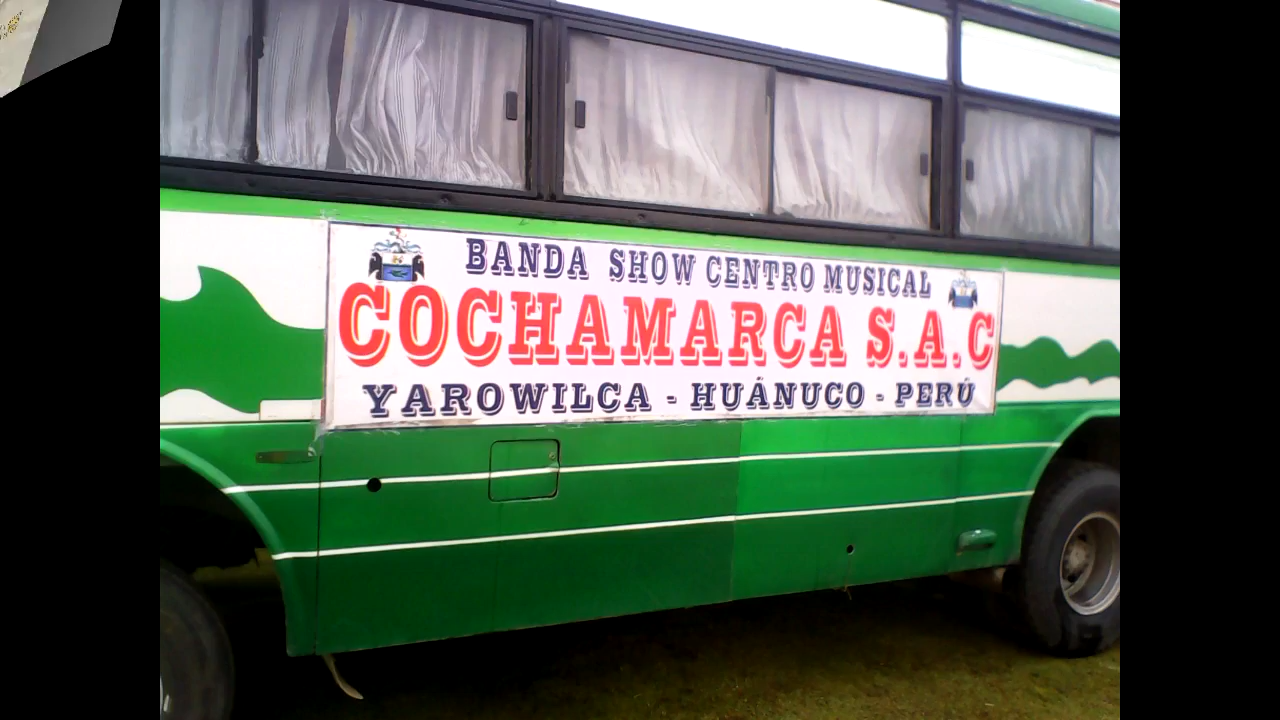 BANDA SHOW CENTRO MUSICAL
COCHAMARCA S.A.C
YAROWILCA - HUÁNUCO - PERÚ